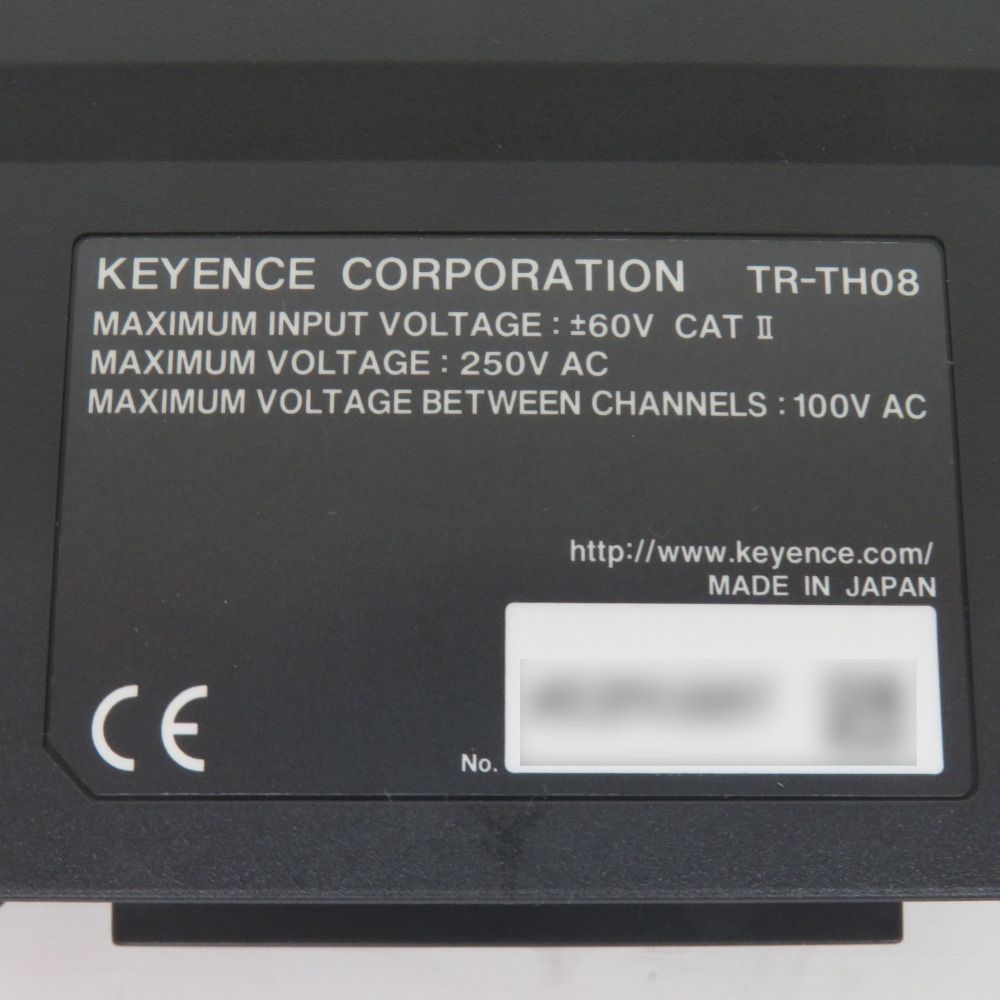 KEYENCE CORPORATION TR-TH08
MAXIMUM INPUT VOLTAGE : ±60V CAT Ⅱ
MAXIMUM VOLTAGE : 250V AC
MAXIMUM VOLTAGE BETWEEN CHANNELS : 100V AC
http://www.keyence.com/
MADE IN JAPAN
CE
No.